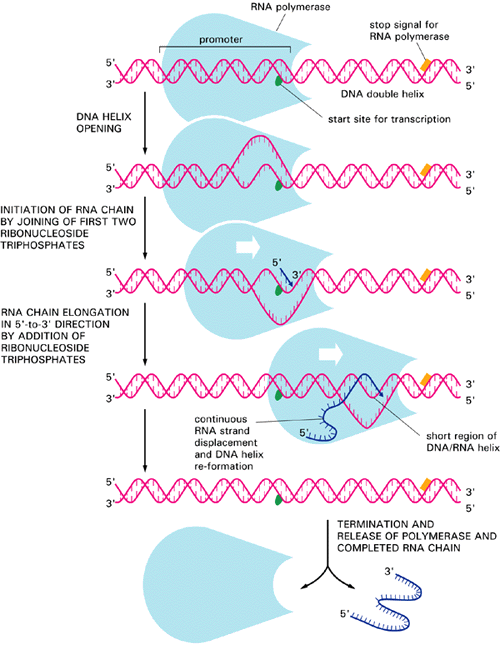 RNA polymerase
promoter
stop signal for
RNA polymerase
5'
3'
3'
5'
DNA double helix
start site for transcription
DNA HELIX
OPENING
5'
3'
3'
5'
INITIATION OF RNA CHAIN
BY JOINING OF FIRST TWO
RIBONUCLEOSIDE
TRIPHOSPHATES
5'
3'
5'
3'
3'
5'
RNA CHAIN ELONGATION
IN 5'-to-3' DIRECTION
BY ADDITION OF
RIBONUCLEOSIDE
TRIPHOSPHATES
5'
3'
3'
5'
continuous
RNA strand
displacement
and DNA helix
re-formation
5'
short region of
DNA/RNA helix
5'
3'
3'
5'
TERMINATION AND
RELEASE OF POLYMERASE AND
COMPLETED RNA CHAIN
3'
5'